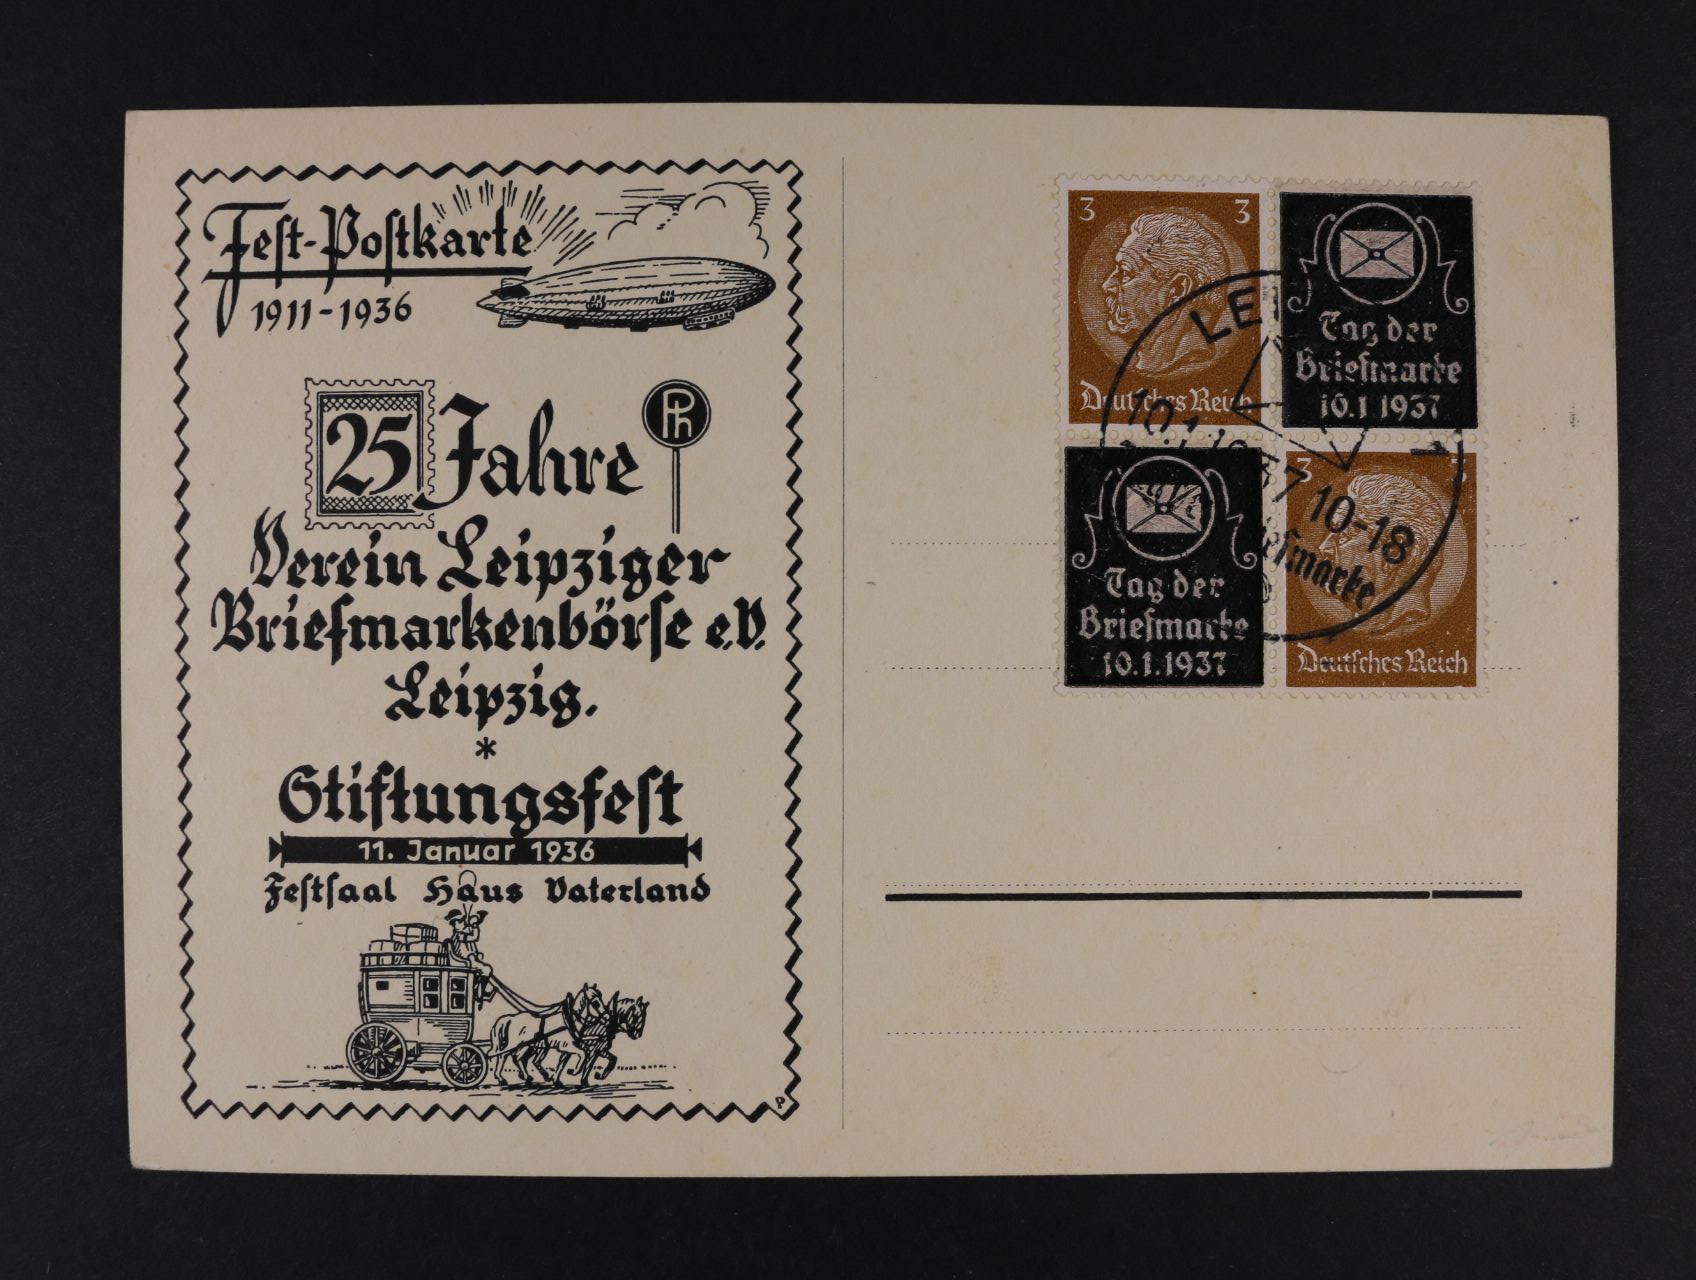 Fest-Postkarte
1911-1936
25 Jahre
Ph
Verein Leipziger
Briefmarkenbörse e.V.
Leipzig.
*
Stiftungsfest
11. Januar 1936
Festsaal Haus Vaterland
P
3 3
Deutsches Reich
Tag der
Briefmarke
10.1.1937
Tag der
Briefmarke
10.1.1937
3 3
Deutsches Reich
10-18
1